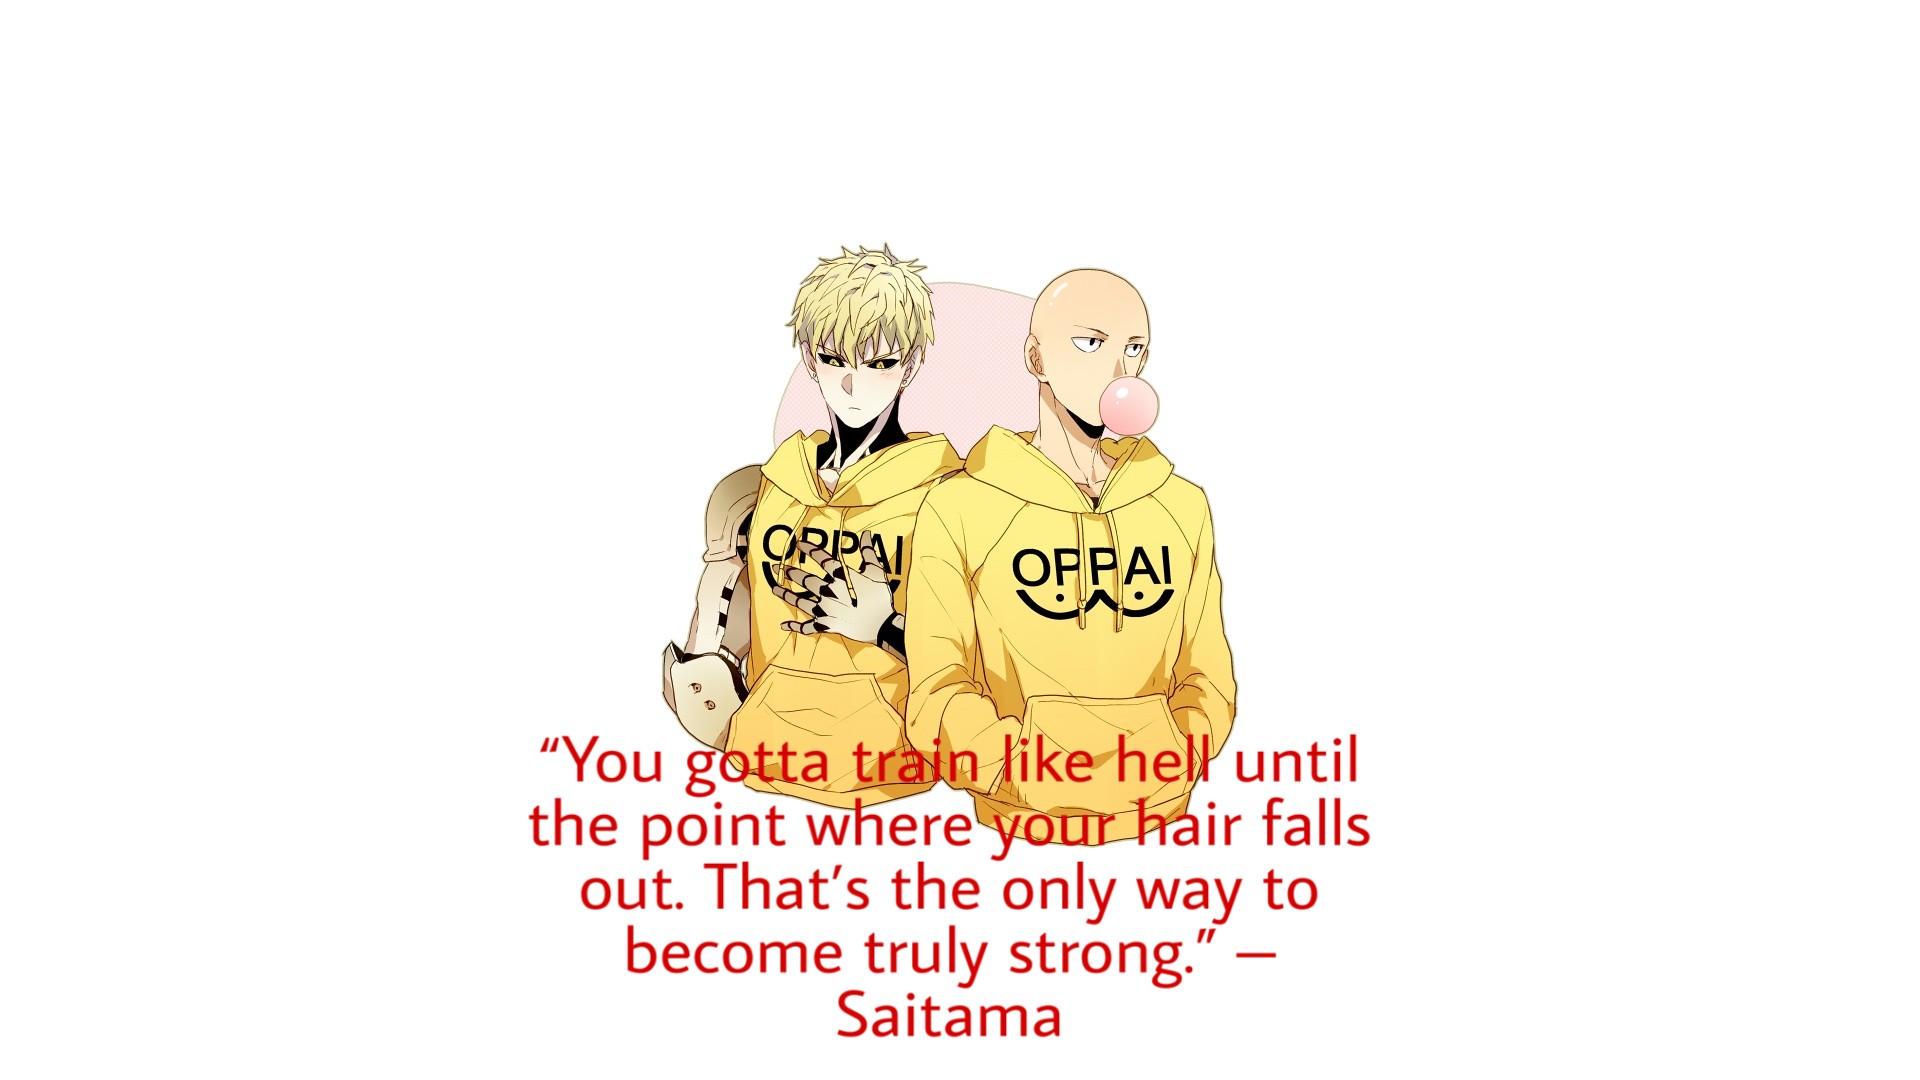 OPPAI
OPPAI
“You gotta train like hell until
the point where your hair falls
out. That’s the only way to
become truly strong.” —
Saitama